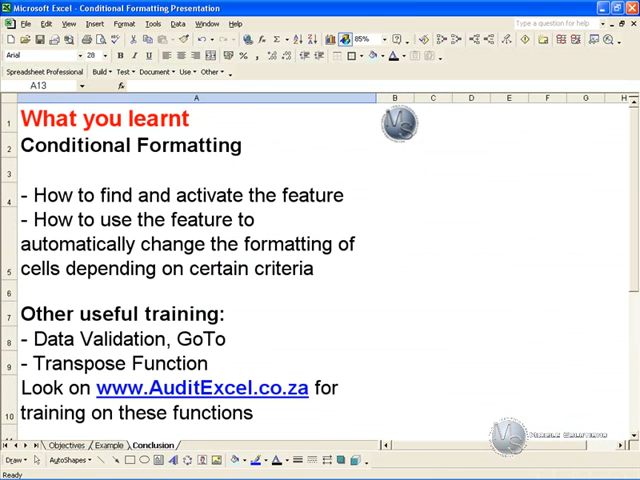 Microsoft Excel - Conditional Formatting Presentation
File Edit View Insert Format Tools Data Window Help
Type a question for help
85%
Arial 28
Spreadsheet Professional Build Test Document Use Other
A13 fx
A B C D E F G H
1 What you learnt
2 Conditional Formatting
3
4 - How to find and activate the feature
- How to use the feature to
automatically change the formatting of
5 cells depending on certain criteria
6
7 Other useful training:
8 - Data Validation, GoTo
9 - Transpose Function
Look on www.AuditExcel.co.za for
10 training on these functions
Objectives Example Conclusion
Draw AutoShapes
Ready